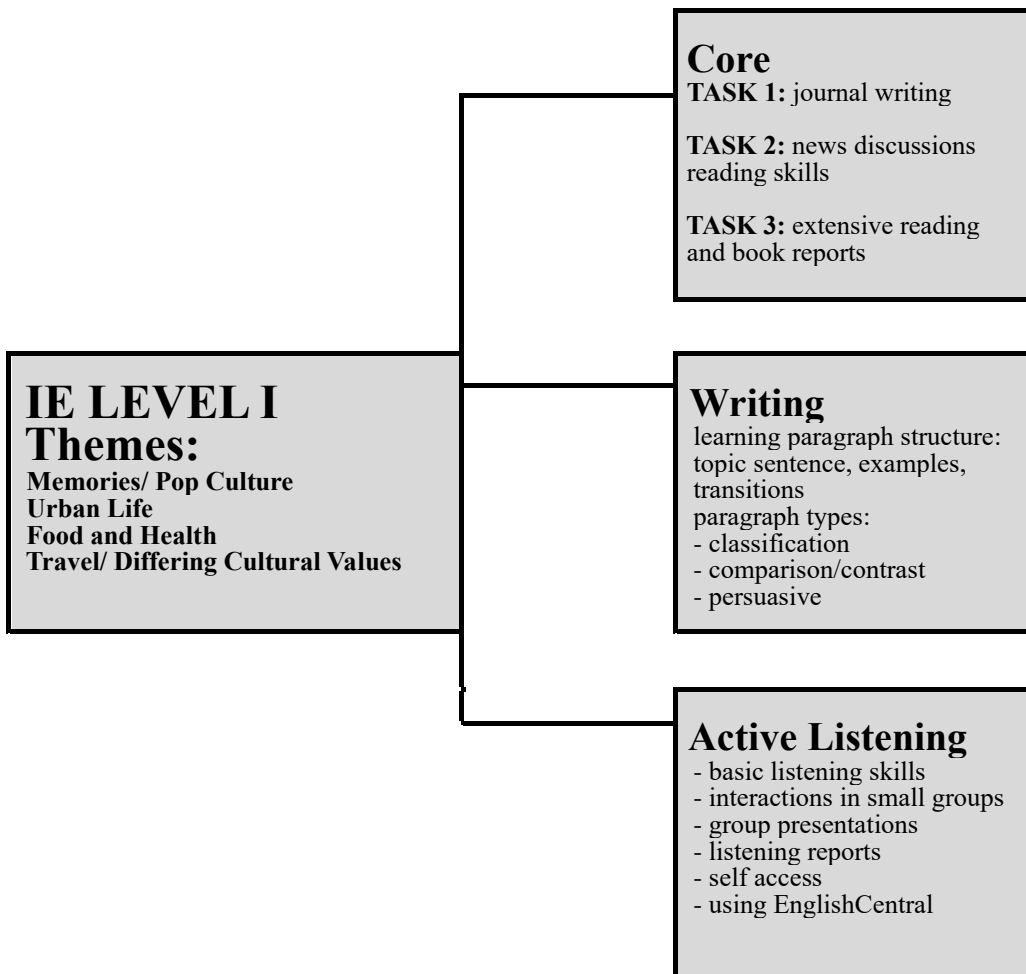 IE LEVEL I
Themes:
Memories/ Pop Culture
Urban Life
Food and Health
Travel/ Differing Cultural Values
Core
TASK 1: journal writing
TASK 2: news discussions
reading skills
TASK 3: extensive reading
and book reports
Writing
learning paragraph structure:
topic sentence, examples,
transitions
paragraph types:
- classification
- comparison/contrast
- persuasive
Active Listening
- basic listening skills
- interactions in small groups
- group presentations
- listening reports
- self access
- using EnglishCentral